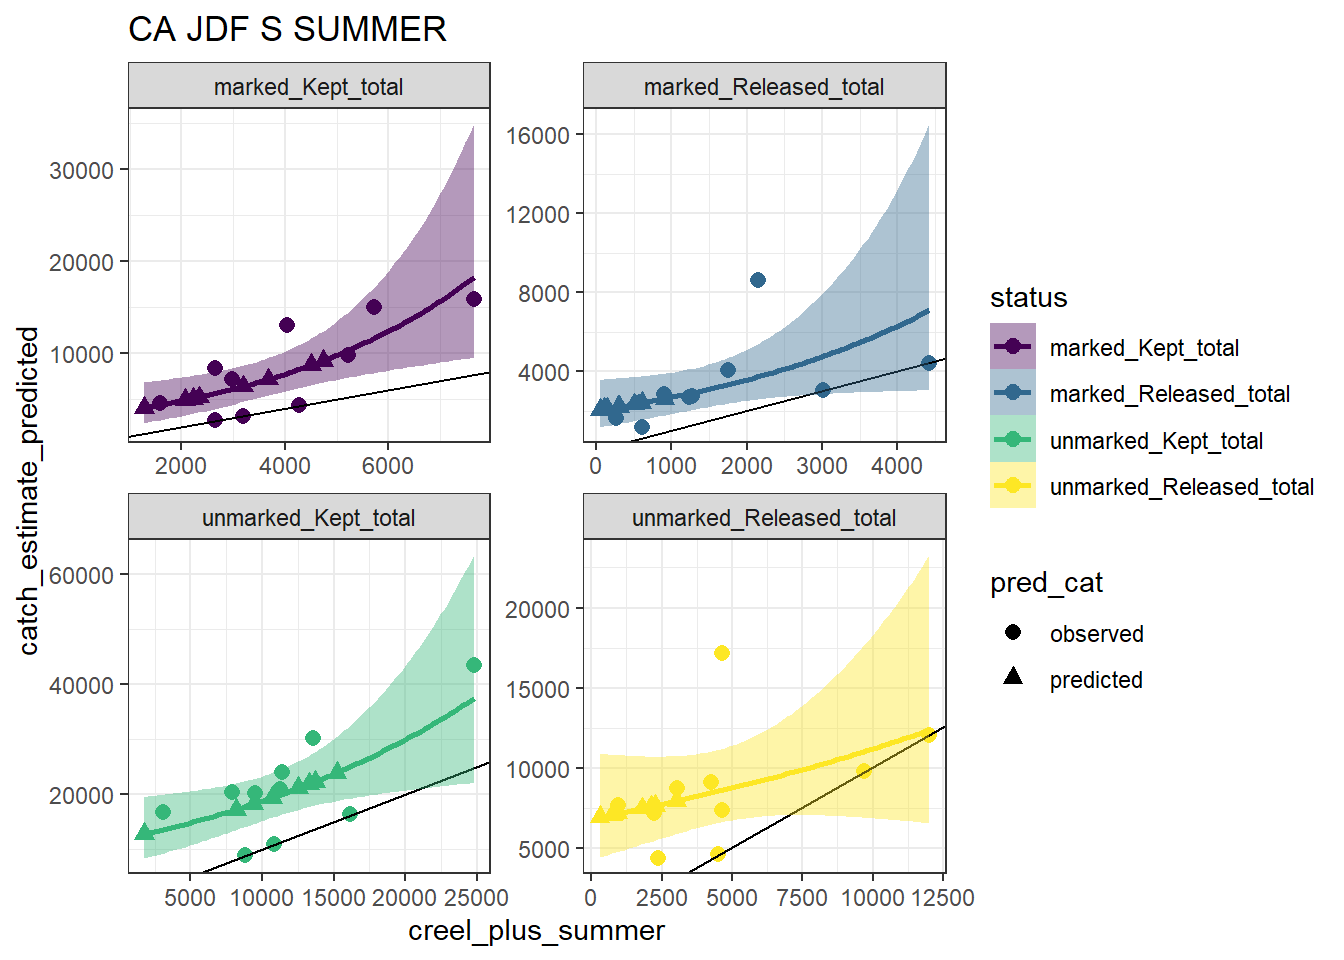 CA JDF S SUMMER
marked_Kept_total
marked_Released_total
30000
20000
10000
2000 4000 6000
16000
12000
8000
4000
0 1000 2000 3000 4000
unmarked_Kept_total
unmarked_Released_total
60000
40000
20000
5000 10000 15000 20000 25000
20000
15000
10000
5000
0 2500 5000 7500 10000 12500
catch_estimate_predicted
creel_plus_summer
status
marked_Kept_total
marked_Released_total
unmarked_Kept_total
unmarked_Released_total
pred_cat
observed
predicted